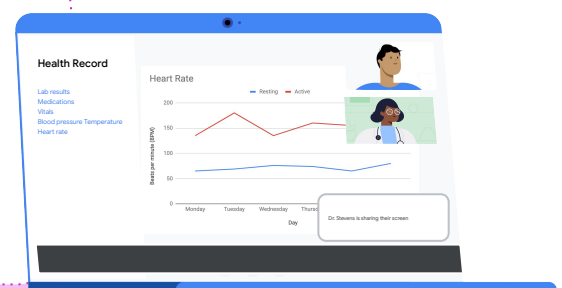 Health Record
Lab results
Medications
Vitals
Blood pressure Temperature
Heart rate
Heart Rate
Resting Active
200
150
100
50
0
Beats per minute (BPM)
Monday Tuesday Wednesday
Day
Dr. Stevens is sharing their screen